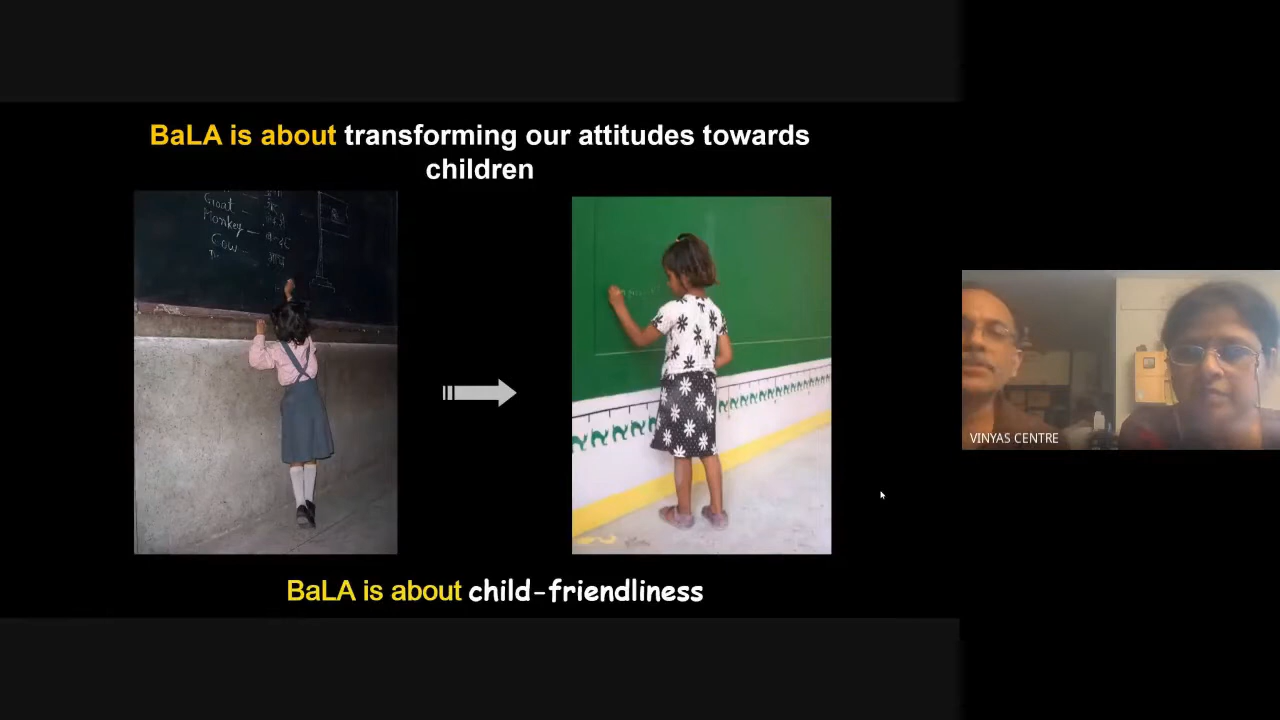 BaLA is about transforming our attitudes towards
children
Goat -
Monkey -
Cow -
BaLA is about child-friendliness
VINYAS CENTRE